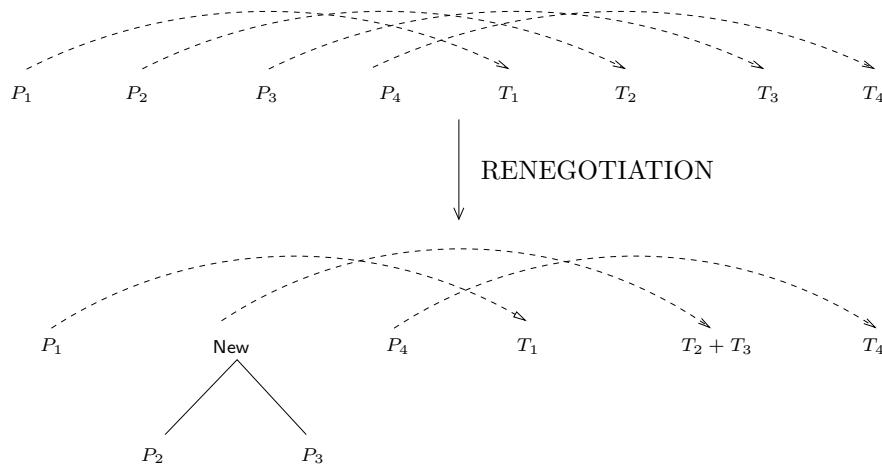 P₁ P₂ P₃ P₄ T₁ T₂ T₃ T₄
RENEGOTIATION
P₁ New P₄ T₁ T₂ + T₃ T₄
P₂ P₃